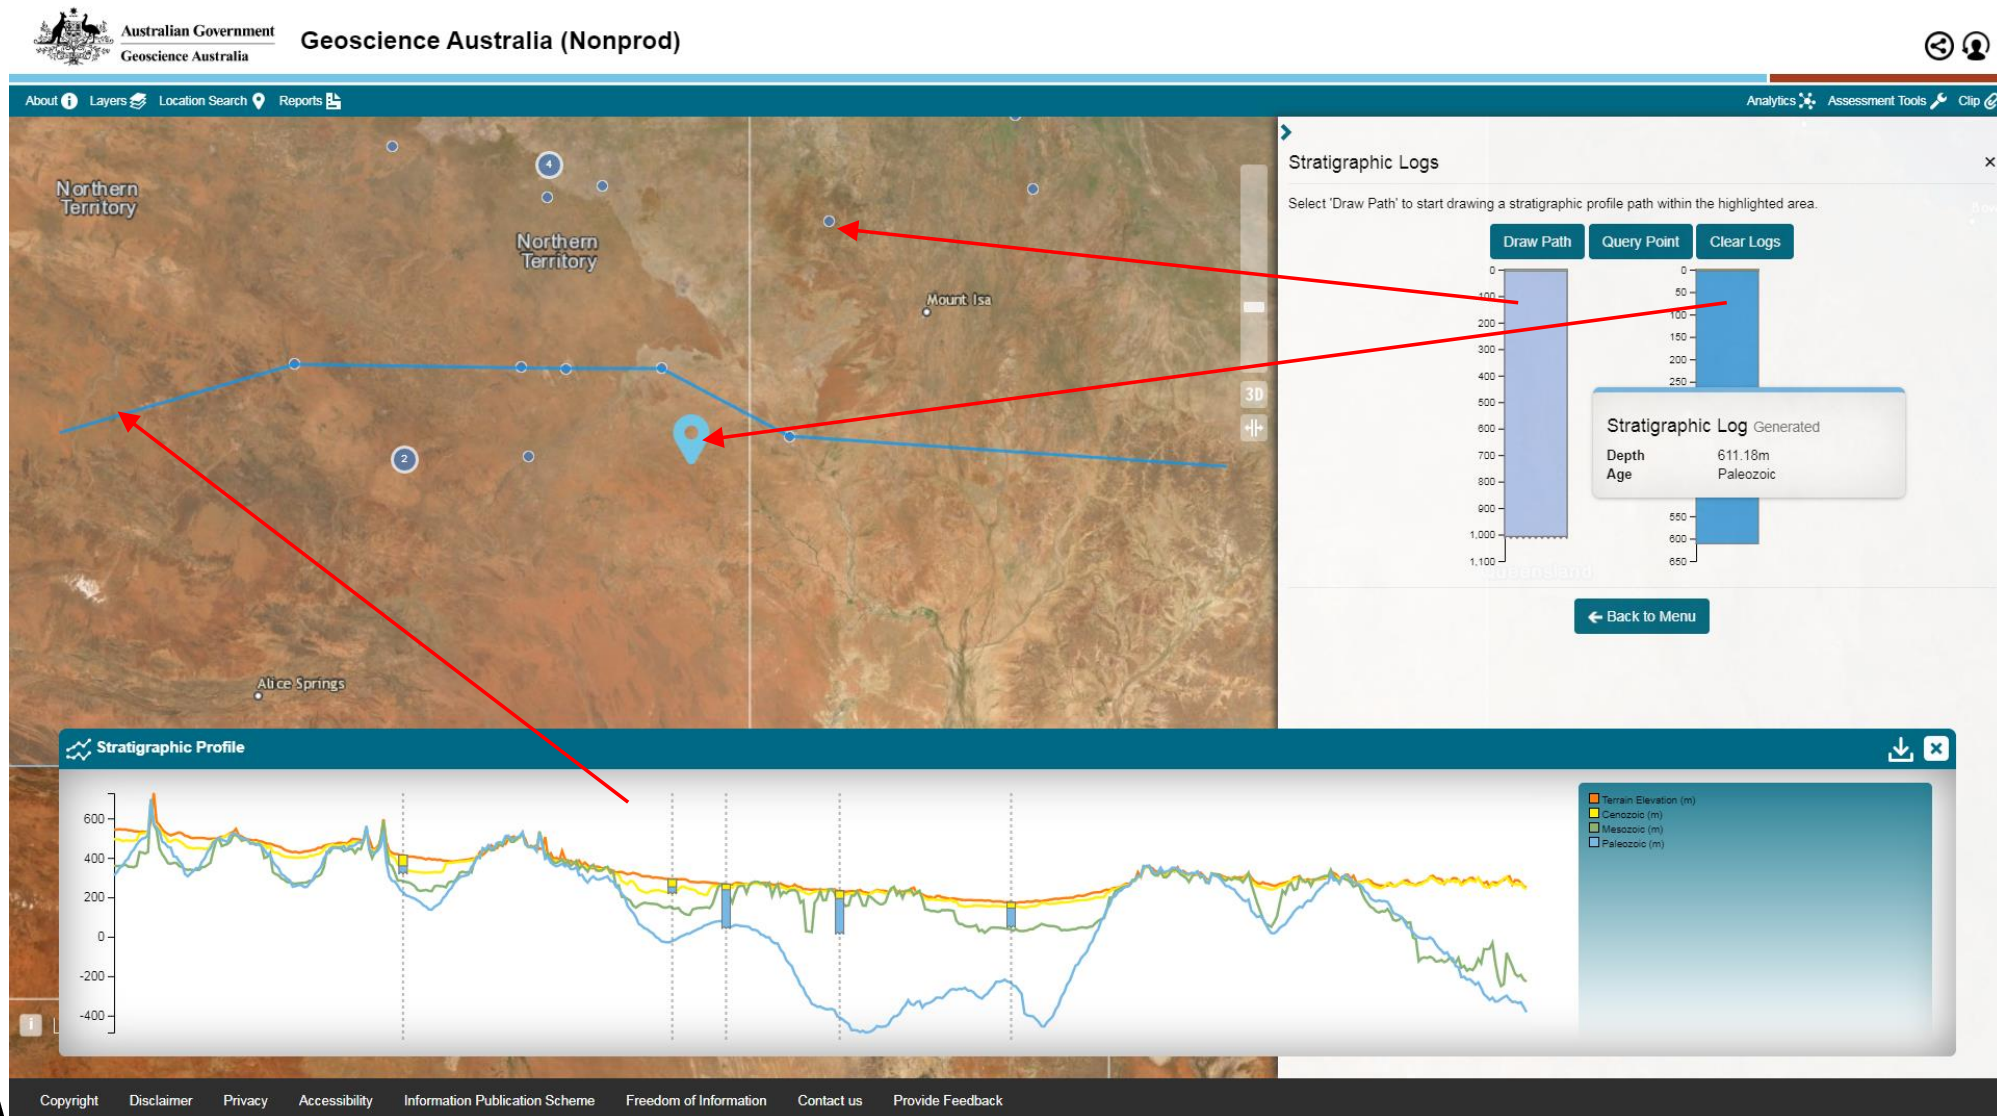 Australian Government
Geoscience Australia
Geoscience Australia (Nonprod)
About Layers Location Search Reports
Analytics Assessment Tools Clip
Northern
Territory
4
Northern
Territory
Mount Isa
2
Alice Springs
3D
Stratigraphic Logs
Select 'Draw Path' to start drawing a stratigraphic profile path within the highlighted area.
Draw Path Query Point Clear Logs
0
100
200
300
400
500
600
700
800
900
1,000
1,100
0
50
100
150
200
250
550
600
650
Stratigraphic Log Generated
Depth 611.18m
Age Paleozoic
Queensland
Back to Menu
Stratigraphic Profile
600
400
200
0
-200
-400
Terrain Elevation (m)
Cenozoic (m)
Mesozoic (m)
Paleozoic (m)
Copyright Disclaimer Privacy Accessibility Information Publication Scheme Freedom of Information Contact us Provide Feedback